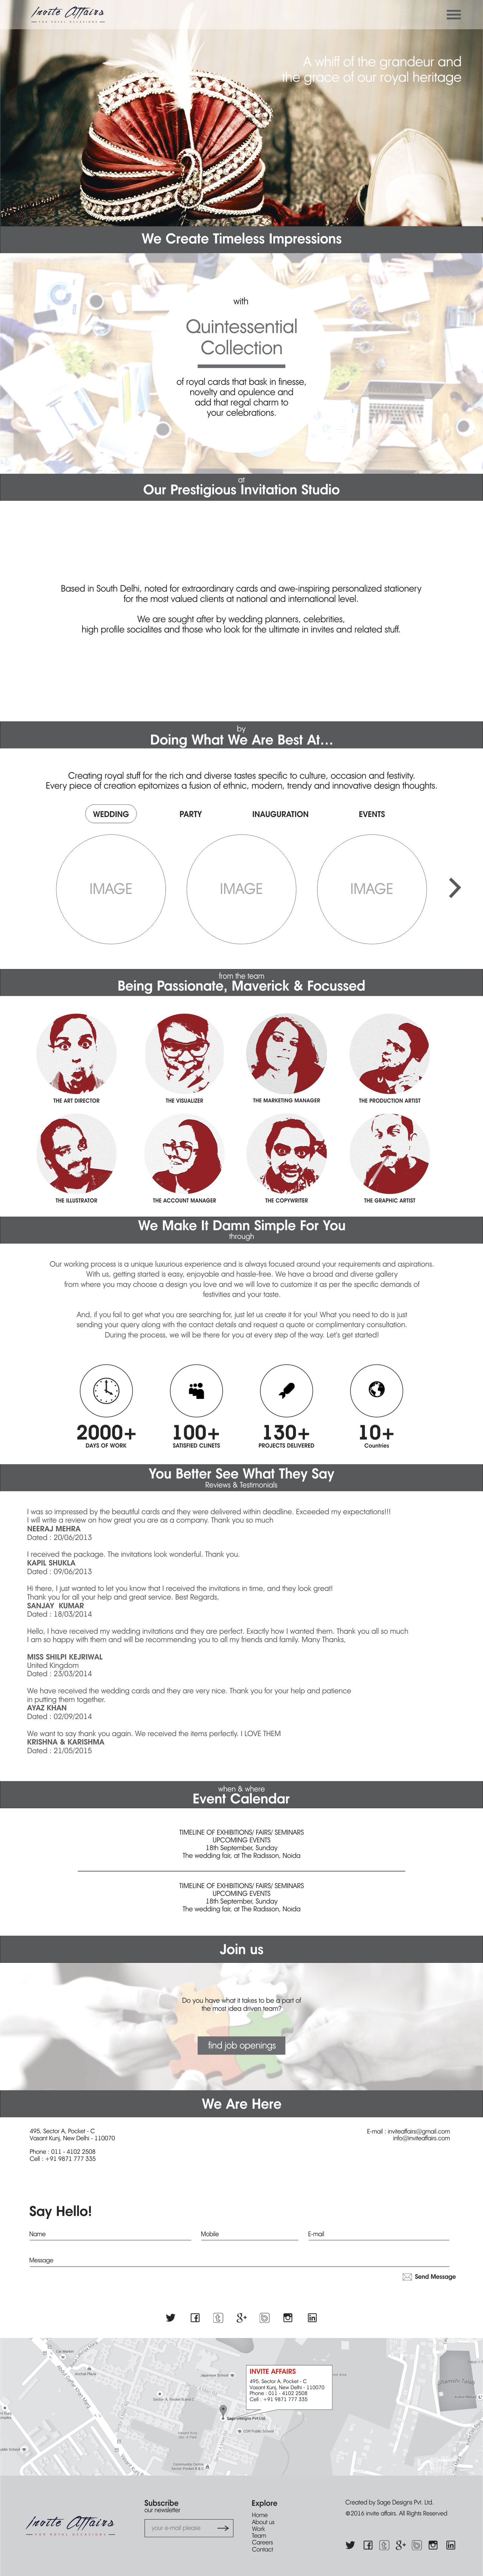 Invite Affairs
FOR ROYAL OCCASIONS
A whiff of the grandeur and
the grace of our royal heritage
We Create Timeless Impressions
with
Quintessential
Collection
of royal cards that bask in finesse,
novelty and opulence and
add that regal charm to
your celebrations.
at
Our Prestigious Invitation Studio
Based in South Delhi, noted for extraordinary cards and awe-inspiring personalized stationery
for the most valued clients at national and international level.
We are sought after by wedding planners, celebrities,
high profile socialites and those who look for the ultimate in invites and related stuff.
by
Doing What We Are Best At...
Creating royal stuff for the rich and diverse tastes specific to culture, occasion and festivity.
Every piece of creation epitomizes a fusion of ethnic, modern, trendy and innovative design thoughts.
WEDDING PARTY INAUGURATION EVENTS
IMAGE IMAGE IMAGE
from the team
Being Passionate, Maverick & Focussed
THE ART DIRECTOR THE VISUALIZER THE MARKETING MANAGER THE PRODUCTION ARTIST
THE ILLUSTRATOR THE ACCOUNT MANAGER THE COPYWRITER THE GRAPHIC ARTIST
We Make It Damn Simple For You
through
Our working process is a unique luxurious experience and is always focused around your requirements and aspirations.
With us, getting started is easy, enjoyable and hassle-free. We have a broad and diverse gallery
from where you may choose a design you love and we will love to customize it as per the specific demands of
festivities and your taste.
And, if you fail to get what you are searching for, just let us create it for you! What you need to do is just
sending your query along with the contact details and request a quote or complimentary consultation.
During the process, we will be there for you at every step of the way. Let's get started!
2000+ 100+ 130+ 10+
DAYS OF WORK SATISFIED CLINETS PROJECTS DELIVERED Countries
You Better See What They Say
Reviews & Testimonials
I was so impressed by the beautiful cards and they were delivered within deadline. Exceeded my expectations!!!
I will write a review on how great you are as a company. Thank you so much
NEERAJ MEHRA
Dated : 20/06/2013
I received the package. The invitations look wonderful. Thank you.
KAPIL SHUKLA
Dated : 09/06/2013
Hi there, I just wanted to let you know that I received the invitations in time, and they look great!
Thank you for all your help and great service. Best Regards,
SANJAY KUMAR
Dated : 18/03/2014
Hello, I have received my wedding invitations and they are perfect. Exactly how I wanted them. Thank you all so much
I am so happy with them and will be recommending you to all my friends and family. Many Thanks,
MISS SHILPI KEJRIWAL
United Kingdom
Dated : 23/03/2014
We have received the wedding cards and they are very nice. Thank you for your help and patience
in putting them together.
AYAZ KHAN
Dated : 02/09/2014
We want to say thank you again. We received the items perfectly. I LOVE THEM
KRISHNA & KARISHMA
Dated : 21/05/2015
when & where
Event Calendar
TIMELINE OF EXHIBITIONS/ FAIRS/ SEMINARS
UPCOMING EVENTS
18th September, Sunday
The wedding fair, at The Radisson, Noida
TIMELINE OF EXHIBITIONS/ FAIRS/ SEMINARS
UPCOMING EVENTS
18th September, Sunday
The wedding fair, at The Radisson, Noida
Join us
Do you have what it takes to be a part of
the most idea driven team?
find job openings
We Are Here
495, Sector A, Pocket - C
Vasant Kunj, New Delhi - 110070
Phone : 011 - 4102 2508
Cell : +91 9871 777 335
E-mail : inviteaffairs@gmail.com
info@inviteaffairs.com
Say Hello!
Name Mobile E-mail
Message
Send Message
INVITE AFFAIRS
495, Sector A, Pocket - C
Vasant Kunj, New Delhi - 110070
Phone : 011 - 4102 2508
Cell : +91 9871 777 335
Sagedesigns Pvt Ltd.
Invite Affairs
FOR ROYAL OCCASIONS
Subscribe
our newsletter
your e-mail please
Explore
Home
About us
Work
Team
Careers
Contact
Created by Sage Designs Pvt. Ltd.
©2016 invite affairs. All Rights Reserved